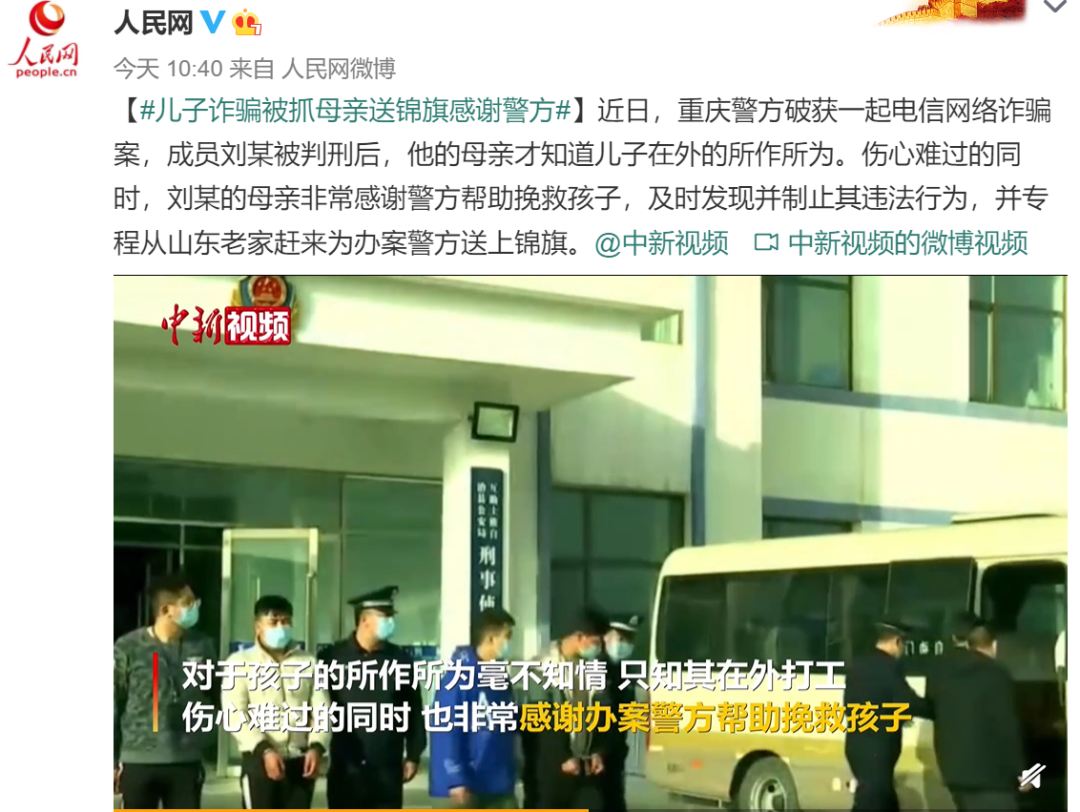 人民网
人民网
people.cn
今天 10:40 来自 人民网微博
【#儿子诈骗被抓母亲送锦旗感谢警方#】近日，重庆警方破获一起电信网络诈骗
案，成员刘某被判刑后，他的母亲才知道儿子在外的所作所为。伤心难过的同
时，刘某的母亲非常感谢警方帮助挽救孩子，及时发现并制止其违法行为，并专
程从山东老家赶来为办案警方送上锦旗。@中新视频 中新视频的微博视频
中新视频
互助土族自
治县公安局
刑事侦
对于孩子的所作所为毫不知情 只知其在外打工
伤心难过的同时 也非常感谢办案警方帮助挽救孩子